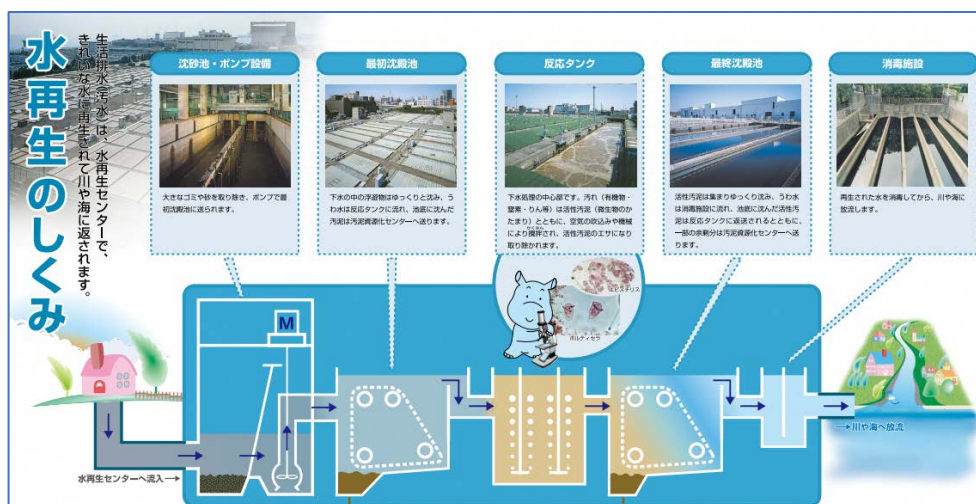 水再生のしくみ
生活排水(汚水)は、水再生センターで、
きれいな水に再生されて川や海に返されます。
沈砂池・ポンプ設備
大きなゴミや砂を取り除き、ポンプで最
初沈殿池に送られます。
最初沈殿池
下水の中の浮遊物はゆっくりと沈み、う
わ水は反応タンクに流れ、池底に沈んだ
汚泥は汚泥資源化センターへ送ります。
反応タンク
下水処理の中心部です。汚れ(有機物・
窒素・りん等)は活性汚泥(微生物のか
たまり)とともに、空気の吹込みや機械
により攪拌され、活性汚泥のエサになり
かくはん
取り除かれます。
最終沈殿池
活性汚泥は集まりゆっくり沈み、うわ水
は消毒施設に流れ、池底に沈んだ活性汚
泥は反応タンクに返送されるとともに、
一部の余剰分は汚泥資源化センターへ送
ります。
消毒施設
再生された水を消毒してから、川や海に
放流します。
エピスチリス
ボルティセラ
M
水再生センターへ流入
川や海へ放流